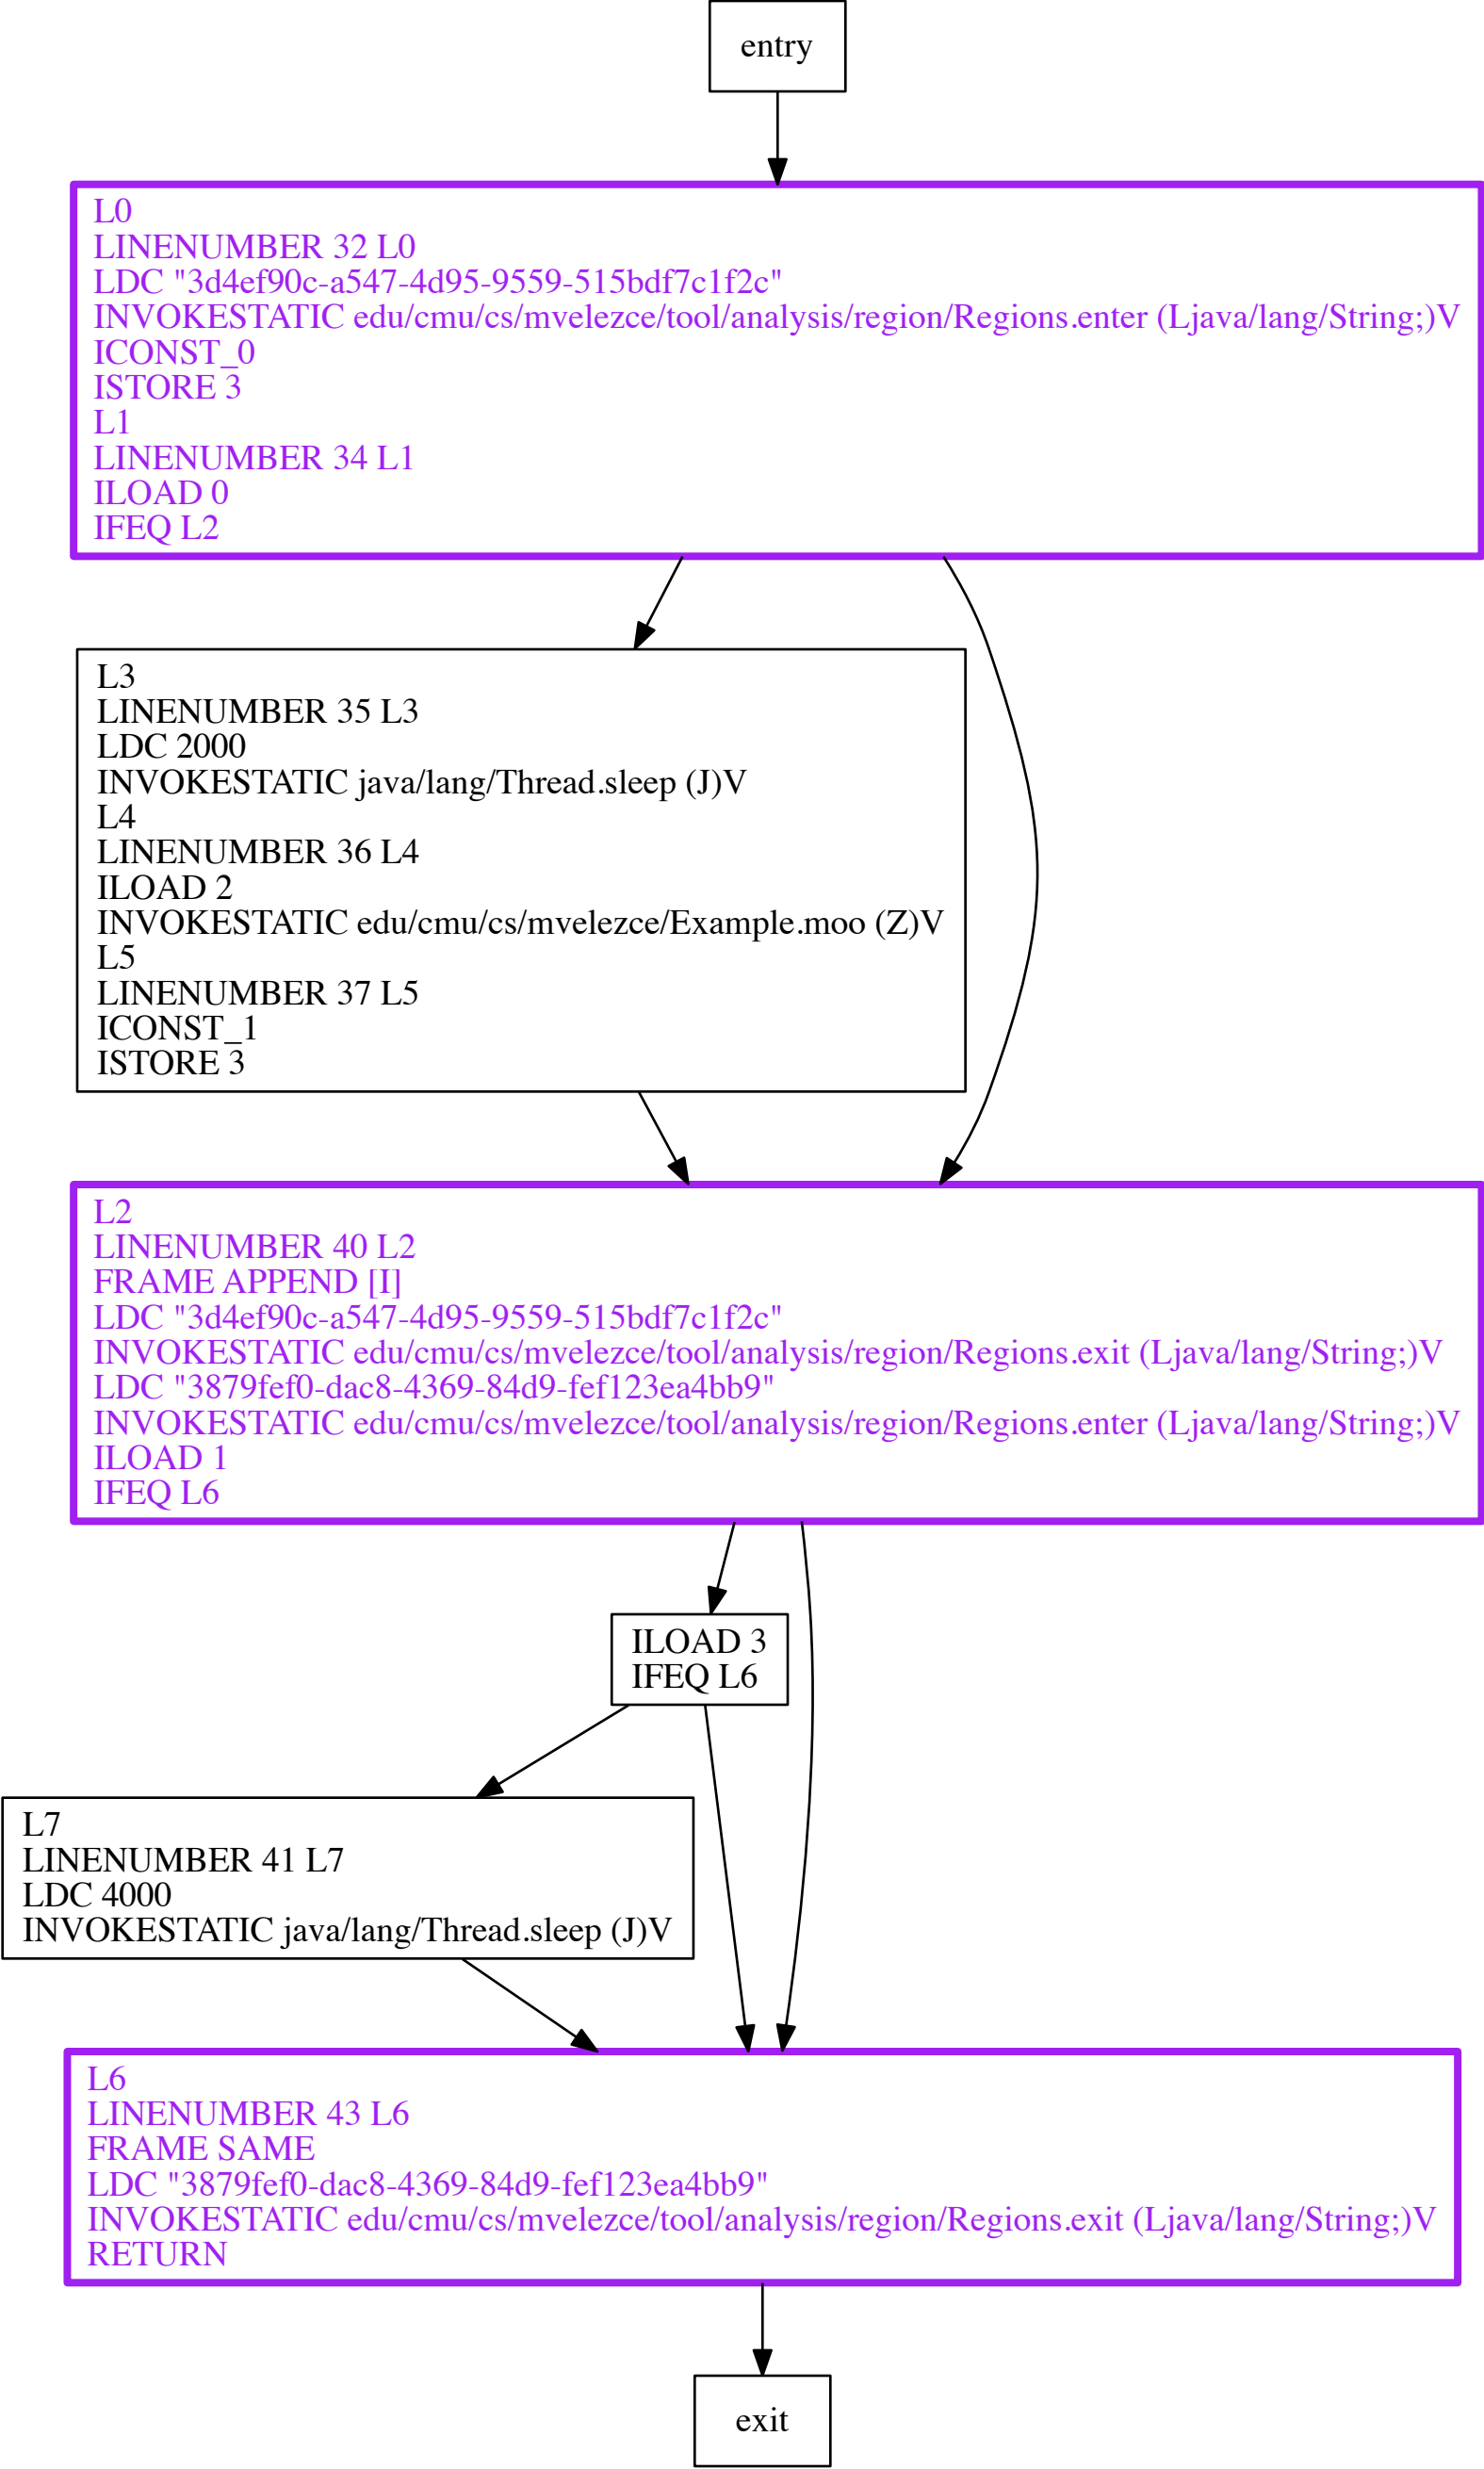 entry
L0
LINENUMBER 32 L0
LDC "3d4ef90c-a547-4d95-9559-515bdf7c1f2c"
INVOKESTATIC edu/cmu/cs/mvelezce/tool/analysis/region/Regions.enter (Ljava/lang/String;)V
ICONST_0
ISTORE 3
L1
LINENUMBER 34 L1
ILOAD 0
IFEQ L2
L3
LINENUMBER 35 L3
LDC 2000
INVOKESTATIC java/lang/Thread.sleep (J)V
L4
LINENUMBER 36 L4
ILOAD 2
INVOKESTATIC edu/cmu/cs/mvelezce/Example.moo (Z)V
L5
LINENUMBER 37 L5
ICONST_1
ISTORE 3
L2
LINENUMBER 40 L2
FRAME APPEND [I]
LDC "3d4ef90c-a547-4d95-9559-515bdf7c1f2c"
INVOKESTATIC edu/cmu/cs/mvelezce/tool/analysis/region/Regions.exit (Ljava/lang/String;)V
LDC "3879fef0-dac8-4369-84d9-fef123ea4bb9"
INVOKESTATIC edu/cmu/cs/mvelezce/tool/analysis/region/Regions.enter (Ljava/lang/String;)V
ILOAD 1
IFEQ L6
ILOAD 3
IFEQ L6
L7
LINENUMBER 41 L7
LDC 4000
INVOKESTATIC java/lang/Thread.sleep (J)V
L6
LINENUMBER 43 L6
FRAME SAME
LDC "3879fef0-dac8-4369-84d9-fef123ea4bb9"
INVOKESTATIC edu/cmu/cs/mvelezce/tool/analysis/region/Regions.exit (Ljava/lang/String;)V
RETURN
exit